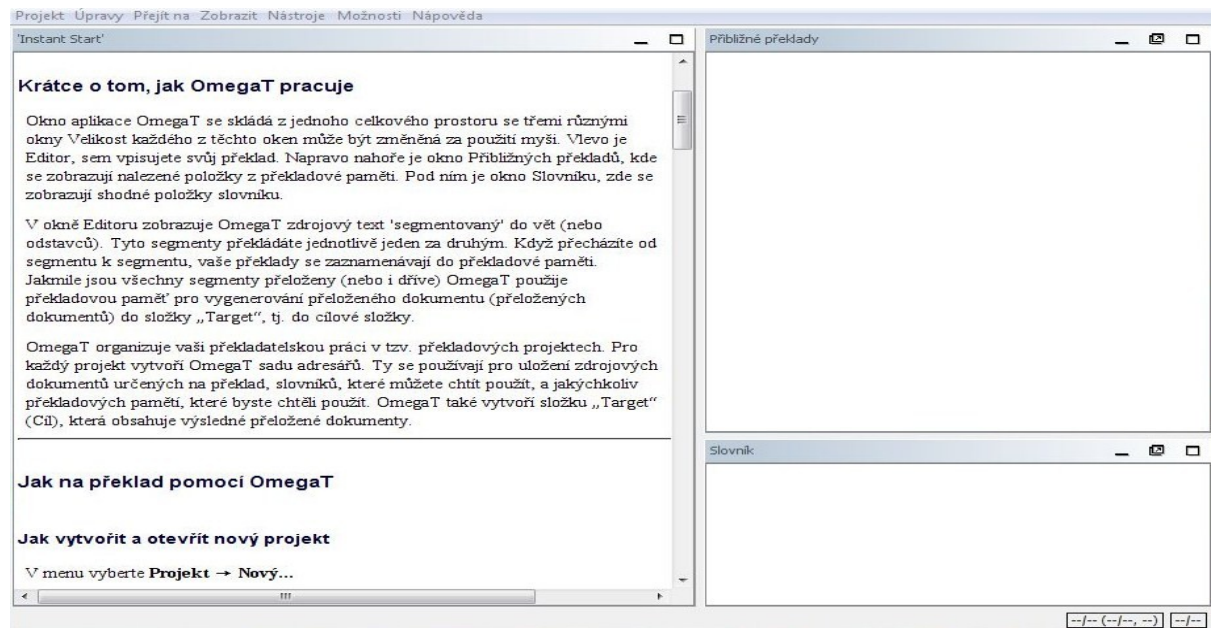 Projekt Úpravy Přejít na Zobrazit Nástroje Možnosti Nápověda
'Instant Start'
Krátce o tom, jak OmegaT pracuje
Okno aplikace OmegaT se skládá z jednoho celkového prostoru se třemi různými
okny Velikost každého z těchto oken může být změněná za použití myši. Vlevo je
Editor, sem vpisujete svůj překlad. Napravo nahoře je okno Přibližných překladů, kde
se zobrazují nalezené položky z překladové paměti. Pod ním je okno Slovníku, zde se
zobrazují shodné položky slovníku.
V okně Editoru zobrazuje OmegaT zdrojový text 'segmentovaný' do vět (nebo
odstavců). Tyto segmenty překládáte jednotlivě jeden za druhým. Když přecházíte od
segmentu k segmentu, vaše překlady se zaznamenávají do překladové paměti.
Jakmile jsou všechny segmenty přeloženy (nebo i dříve) OmegaT použije
překladovou paměť pro vygenerování přeloženého dokumentu (přeložených
dokumentů) do složky „Target“, tj. do cílové složky.
OmegaT organizuje vaši překladatelskou práci v tzv. překladových projektech. Pro
každý projekt vytvoří OmegaT sadu adresářů. Ty se používají pro uložení zdrojových
dokumentů určených na překlad, slovníků, které můžete chtít použít, a jakýchkoliv
překladových pamětí, které byste chtěli použít. OmegaT také vytvoří složku „Target“
(Cíl), která obsahuje výsledné přeložené dokumenty.
Jak na překlad pomocí OmegaT
Jak vytvořit a otevřít nový projekt
V menu vyberte Projekt → Nový...
Přibližné překlady
Slovník
--/-- (--/--, --) --/--